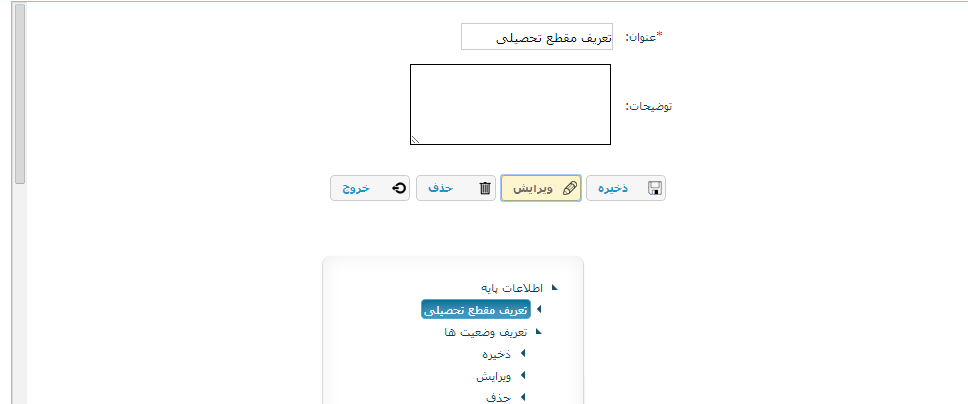 *عنوان: تعریف مقطع تحصیلی
توضیحات:
ذخیره ویرایش حذف خروج
اطلاعات پایه
تعریف مقطع تحصیلی
تعریف وضعیت ها
ذخیره
ویرایش
حذف